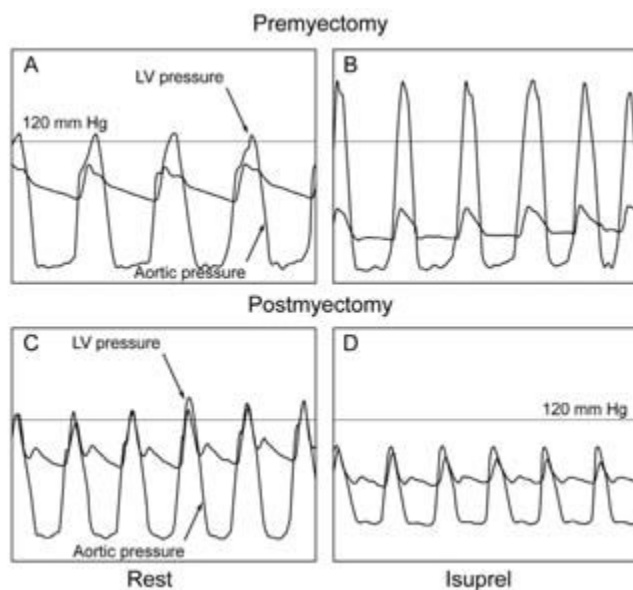 Premyectomy
A
LV pressure
120 mm Hg
Aortic pressure
B
Postmyectomy
C
LV pressure
Aortic pressure
D
120 mm Hg
Rest
Isuprel